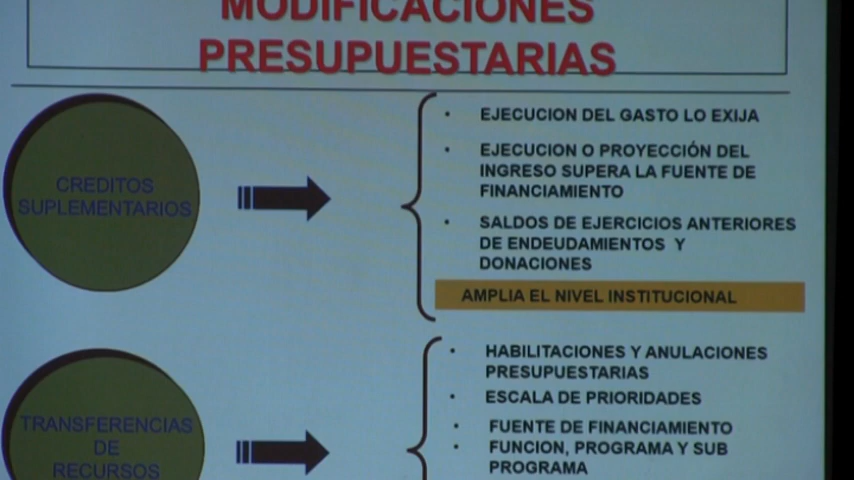 MODIFICACIONES
PRESUPUESTARIAS
CREDITOS
SUPLEMENTARIOS
• EJECUCION DEL GASTO LO EXIJA
• EJECUCION O PROYECCIÓN DEL
INGRESO SUPERA LA FUENTE DE
FINANCIAMIENTO
• SALDOS DE EJERCICIOS ANTERIORES
DE ENDEUDAMIENTOS Y
DONACIONES
AMPLIA EL NIVEL INSTITUCIONAL
TRANSFERENCIAS
DE
RECURSOS
• HABILITACIONES Y ANULACIONES
PRESUPUESTARIAS
• ESCALA DE PRIORIDADES
• FUENTE DE FINANCIAMIENTO
• FUNCION, PROGRAMA Y SUB
PROGRAMA